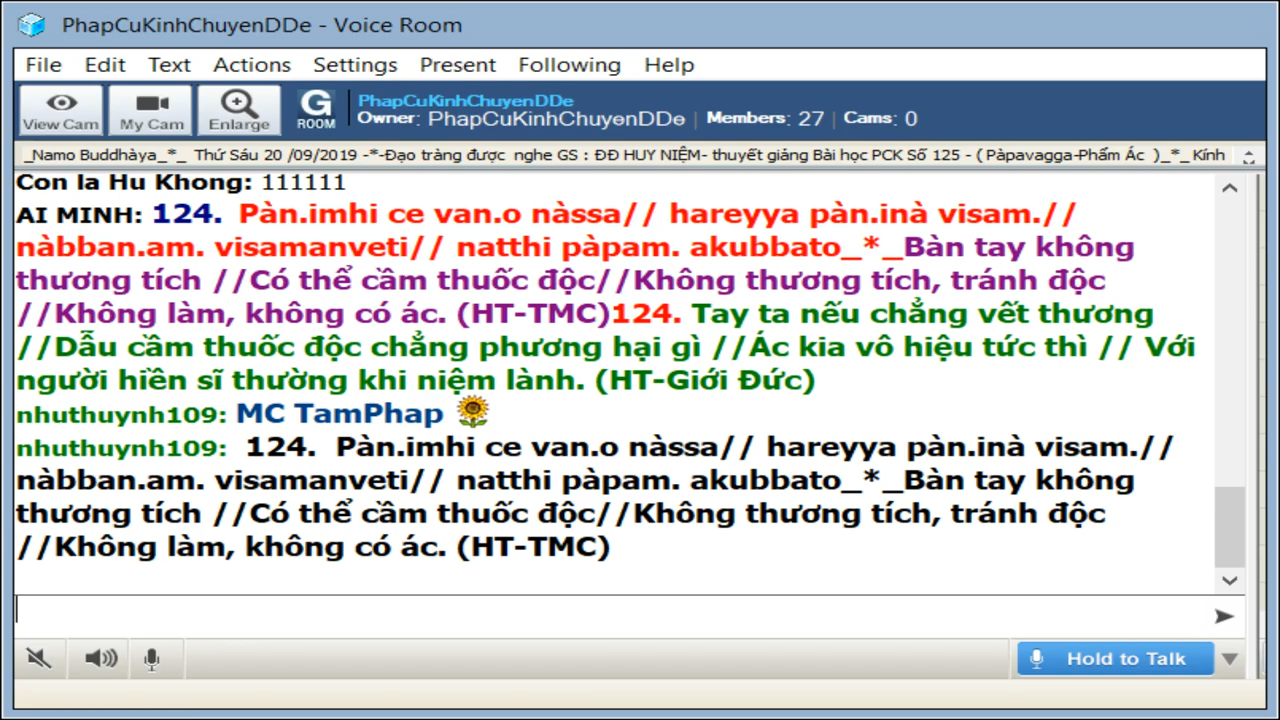 PhapCuKinhChuyenDDe - Voice Room
File Edit Text Actions Settings Present Following Help
View Cam My Cam Enlarge G ROOM
PhapCuKinhChuyenDDe
Owner: PhapCuKinhChuyenDDe | Members: 27 | Cams: 0
_Namo Buddhàya_*_ Thứ Sáu 20 /09/2019 -*-Đạo tràng được nghe GS : ĐĐ HUY NIỆM- thuyết giảng Bài học PCK Số 125 - ( Pàpavagga-Phẩm Ác )_*_ Kính
Con la Hu Khong: 111111
AI MINH: 124. Pàn.imhi ce van.o nàssa// hareyya pàn.inà visam.//
nàbban.am. visamanveti// natthi pàpam. akubbato_*_Bàn tay không
thương tích //Có thể cầm thuốc độc//Không thương tích, tránh độc
//Không làm, không có ác. (HT-TMC)124. Tay ta nếu chẳng vết thương
//Dẫu cầm thuốc độc chẳng phương hại gì //Ác kia vô hiệu tức thì // Với
người hiền sĩ thường khi niệm lành. (HT-Giới Đức)
nhuthuynh109: MC TamPhap
nhuthuynh109: 124. Pàn.imhi ce van.o nàssa// hareyya pàn.inà visam.//
nàbban.am. visamanveti// natthi pàpam. akubbato_*_Bàn tay không
thương tích //Có thể cầm thuốc độc//Không thương tích, tránh độc
//Không làm, không có ác. (HT-TMC)
Hold to Talk